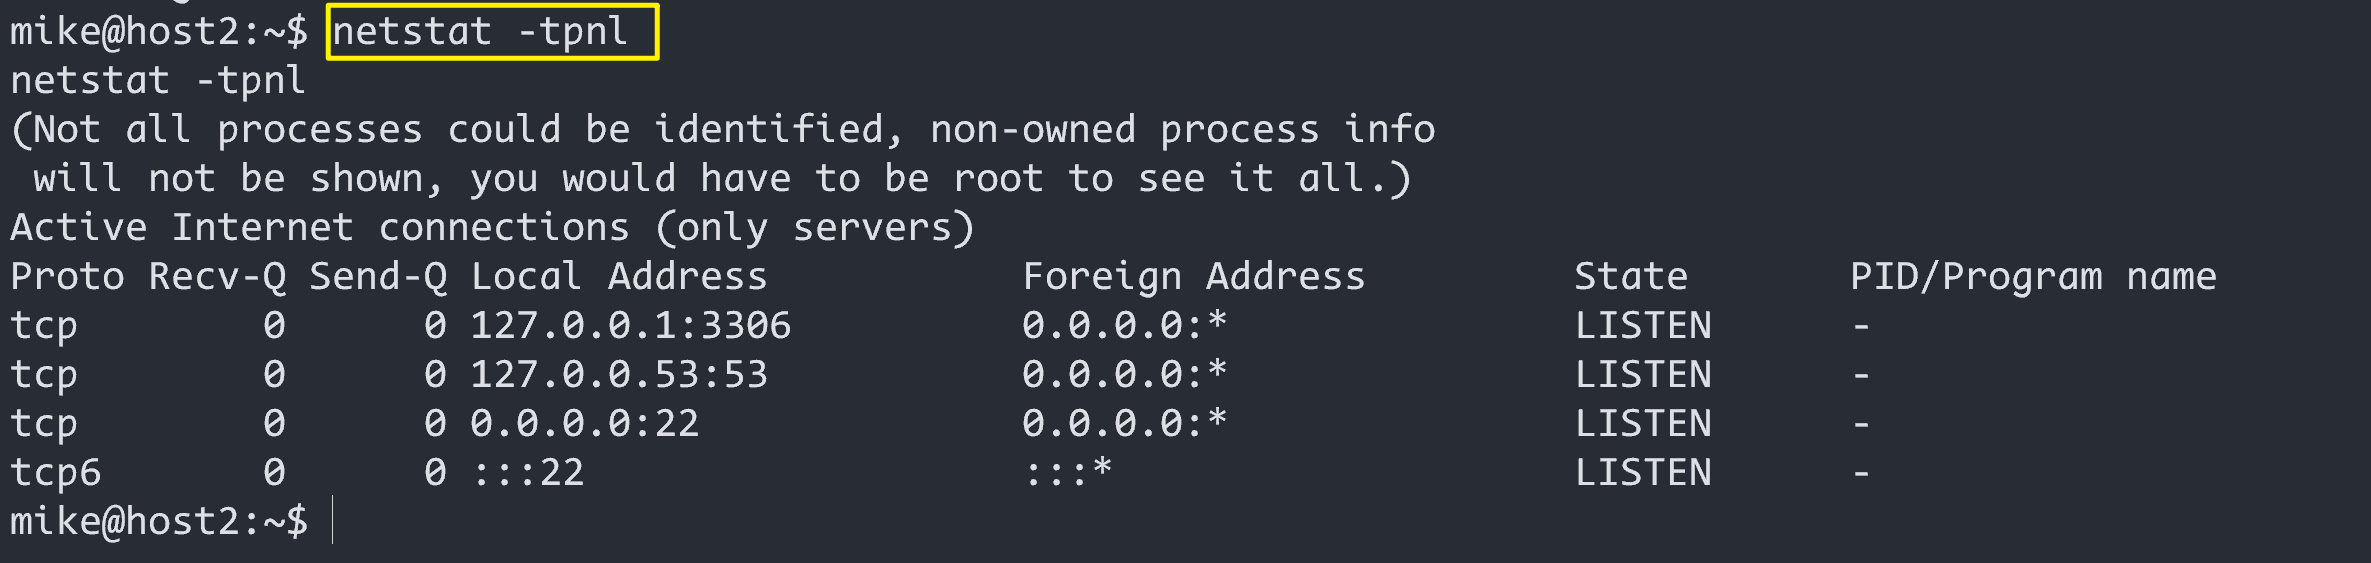 mike@host2:~$ netstat -tpnl
netstat -tpnl
(Not all processes could be identified, non-owned process info
 will not be shown, you would have to be root to see it all.)
Active Internet connections (only servers)
Proto Recv-Q Send-Q Local Address           Foreign Address         State       PID/Program name
tcp        0      0 127.0.0.1:3306          0.0.0.0:*               LISTEN      -
tcp        0      0 127.0.0.53:53           0.0.0.0:*               LISTEN      -
tcp        0      0 0.0.0.0:22              0.0.0.0:*               LISTEN      -
tcp6       0      0 :::22                   :::*                    LISTEN      -
mike@host2:~$